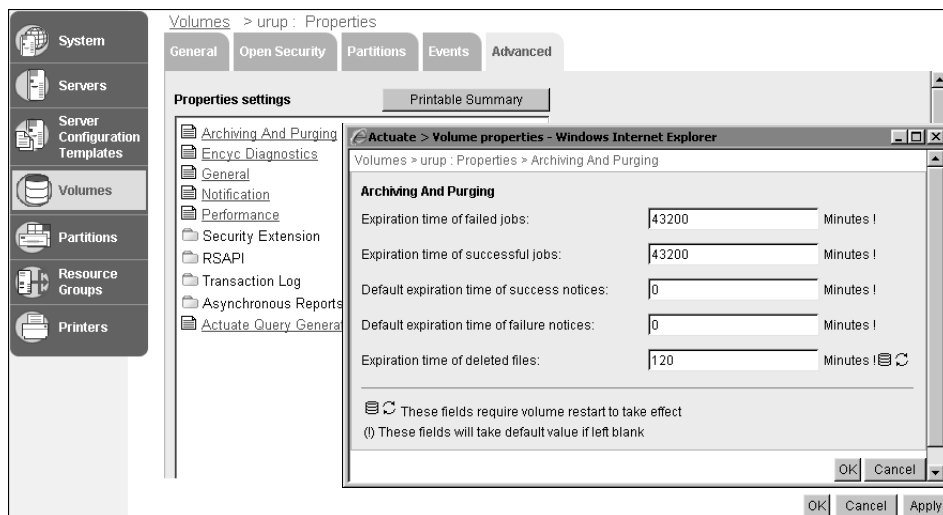 Volumes > urup : Properties
System
Servers
Server
Configuration
Templates
Volumes
Partitions
Resource
Groups
Printers
General
Open Security
Partitions
Events
Advanced
Properties settings
Printable Summary
Archiving And Purging
Encyc Diagnostics
General
Notification
Performance
Security Extension
RSAPI
Transaction Log
Asynchronous Reports
Actuate Query Generat
Actuate > Volume properties - Windows Internet Explorer
Volumes > urup : Properties > Archiving And Purging
Archiving And Purging
Expiration time of failed jobs: 43200 Minutes !
Expiration time of successful jobs: 43200 Minutes !
Default expiration time of success notices: 0 Minutes !
Default expiration time of failure notices: 0 Minutes !
Expiration time of deleted files: 120 Minutes !
These fields require volume restart to take effect
(!) These fields will take default value if left blank
OK Cancel
OK Cancel Apply